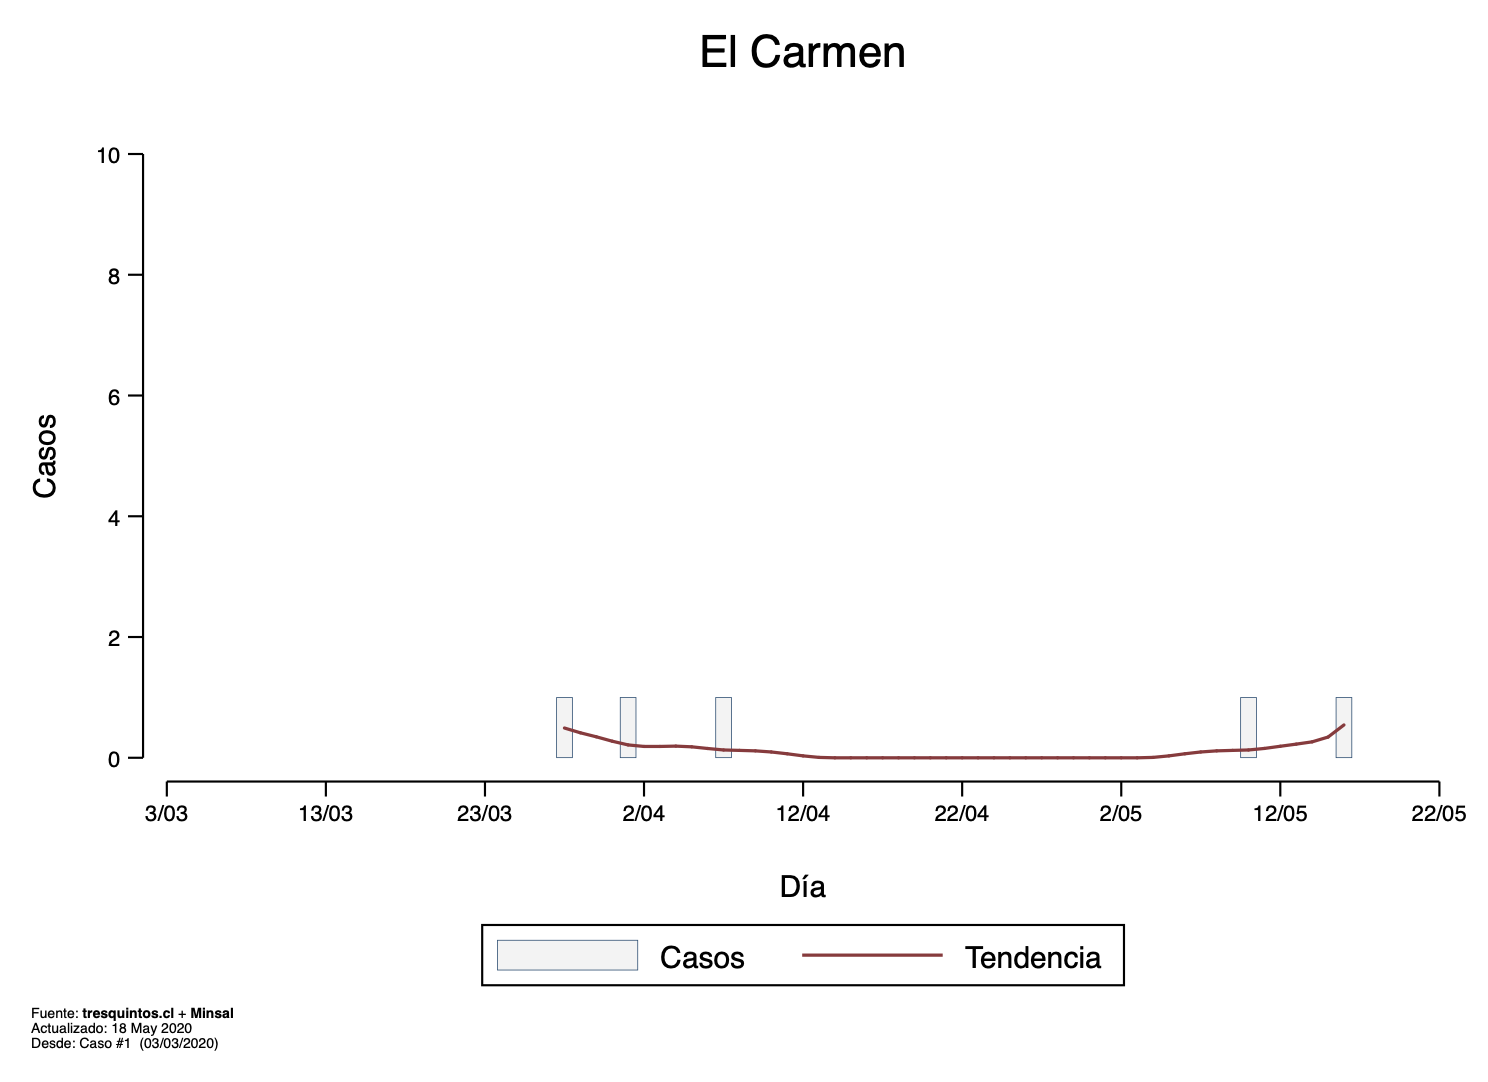 El Carmen
10
8
6
4
2
0
Casos
3/03 13/03 23/03 2/04 12/04 22/04 2/05 12/05 22/05
Día
Casos Tendencia
Fuente: tresquintos.cl + Minsal
Actualizado: 18 May 2020
Desde: Caso #1 (03/03/2020)